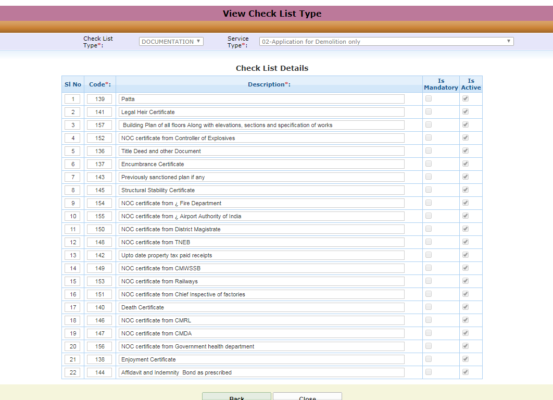 View Check List Type
Check List Type*: DOCUMENTATION Service Type*: 02-Application for Demolition only
Check List Details
Sl No Code*: Description*: Is Mandatory Is Active
1 139 Patta
2 141 Legal Hair Certificate
3 157 Building Plan of all floors Along with elevations, sections and specification of works
4 152 NOC certificate from Controller of Explosives
5 136 Title Deed and other Document
6 137 Encumbrance Certificate
7 143 Previously sanctioned plan if any
8 145 Structural Stability Certificate
9 154 NOC certificate from ¿ Fire Department
10 155 NOC certificate from ¿ Airport Authority of India
11 150 NOC certificate from District Magistrate
12 148 NOC certificate from TNEB
13 142 Upto date property tax paid receipts
14 149 NOC certificate from CMWSSB
15 153 NOC certificate from Railways
16 151 NOC certificate from Chief Inspective of factories
17 140 Death Certificate
18 146 NOC certificate from CMRL
19 147 NOC certificate from CMDA
20 156 NOC certificate from Government health department
21 138 Enjoyment Certificate
22 144 Affidavit and Indemnity Bond as prescribed
Back Close